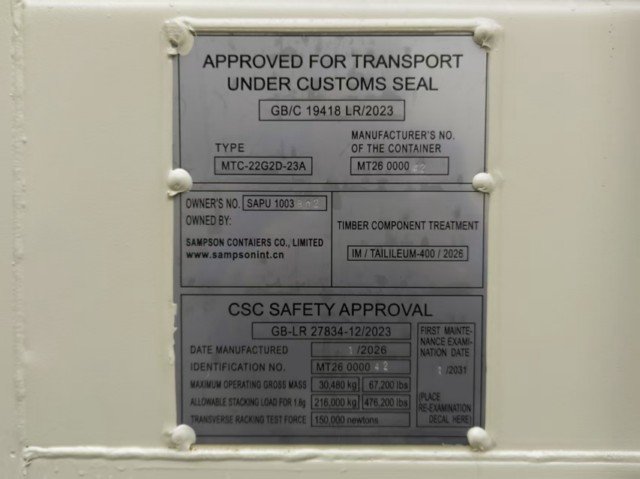 APPROVED FOR TRANSPORT
UNDER CUSTOMS SEAL
GB/C 19418 LR/2023
TYPE
MTC-22G2D-23A
MANUFACTURER'S NO.
OF THE CONTAINER
MT26 0000
OWNER'S NO. SAPU 1003
OWNED BY:
SAMPSON CONTAIERS CO., LIMITED
www.sampsonint.cn
TIMBER COMPONENT TREATMENT
IM / TAILILEUM-400 / 2026
CSC SAFETY APPROVAL
GB-LR 27834-12/2023
DATE MANUFACTURED /2026
IDENTIFICATION NO. MT26 0000
MAXIMUM OPERATING GROSS MASS 30,480 kg 67,200 lbs
ALLOWABLE STACKING LOAD FOR 1.8g 216,000 kg 476,200 lbs
TRANSVERSE RACKING TEST FORCE 150,000 newtons
FIRST MAINTE-
NANCE EXAMI-
NATION DATE
/2031
(PLACE
RE-EXAMINATION
DECAL HERE)